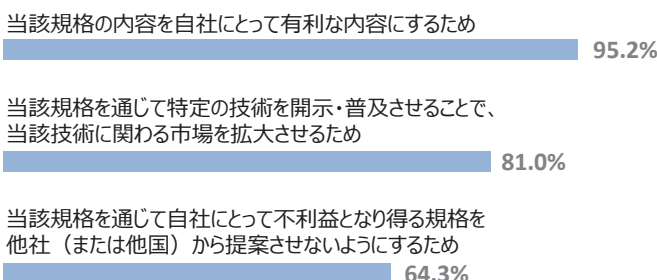 当該規格の内容を自社にとって有利な内容にするため
95.2%
当該規格を通じて特定の技術を開示・普及させることで、
当該技術に関わる市場を拡大させるため
81.0%
当該規格を通じて自社にとって不利益となり得る規格を
他社（または他国）から提案させないようにするため
64.3%